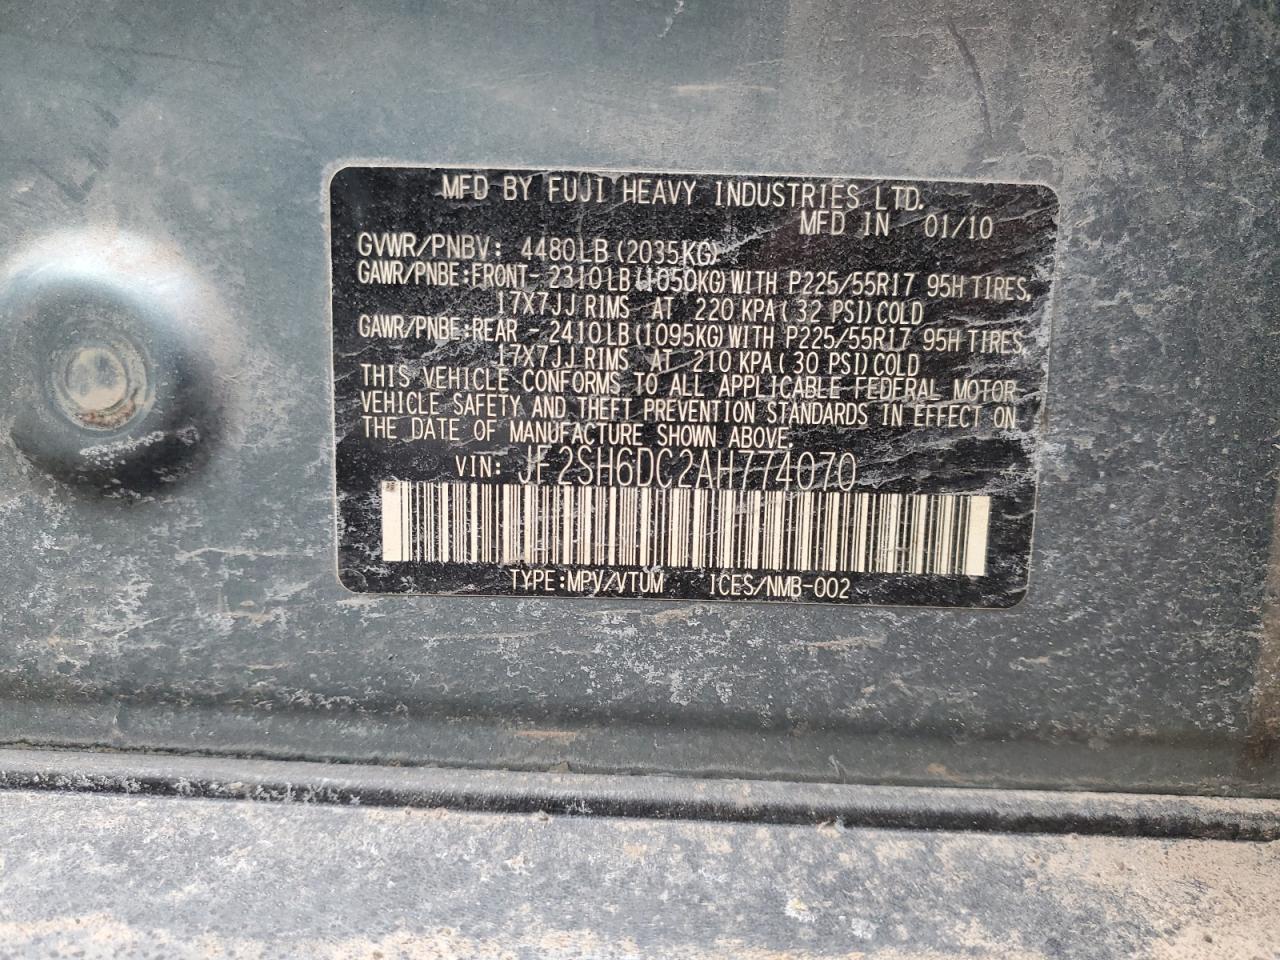 MFD BY FUJI HEAVY INDUSTRIES LTD.
MFD IN 01/10
GVWR/PNBV: 4480LB (2035KG)
GAWR/PNBE:FRONT- 2310LB(1050KG)WITH P225/55R17 95H TIRES,
17X7JJ RIMS AT 220 KPA(32 PSI)COLD
GAWR/PNBE:REAR - 2410LB(1095KG)WITH P225/55R17 95H TIRES,
17X7JJ RIMS AT 210 KPA(30 PSI)COLD
THIS VEHICLE CONFORMS TO ALL APPLICABLE FEDERAL MOTOR
VEHICLE SAFETY AND THEFT PREVENTION STANDARDS IN EFFECT ON
THE DATE OF MANUFACTURE SHOWN ABOVE.
VIN: JF2SH6DC2AH774070
TYPE:MPV/VTUM ICES/NMB-002